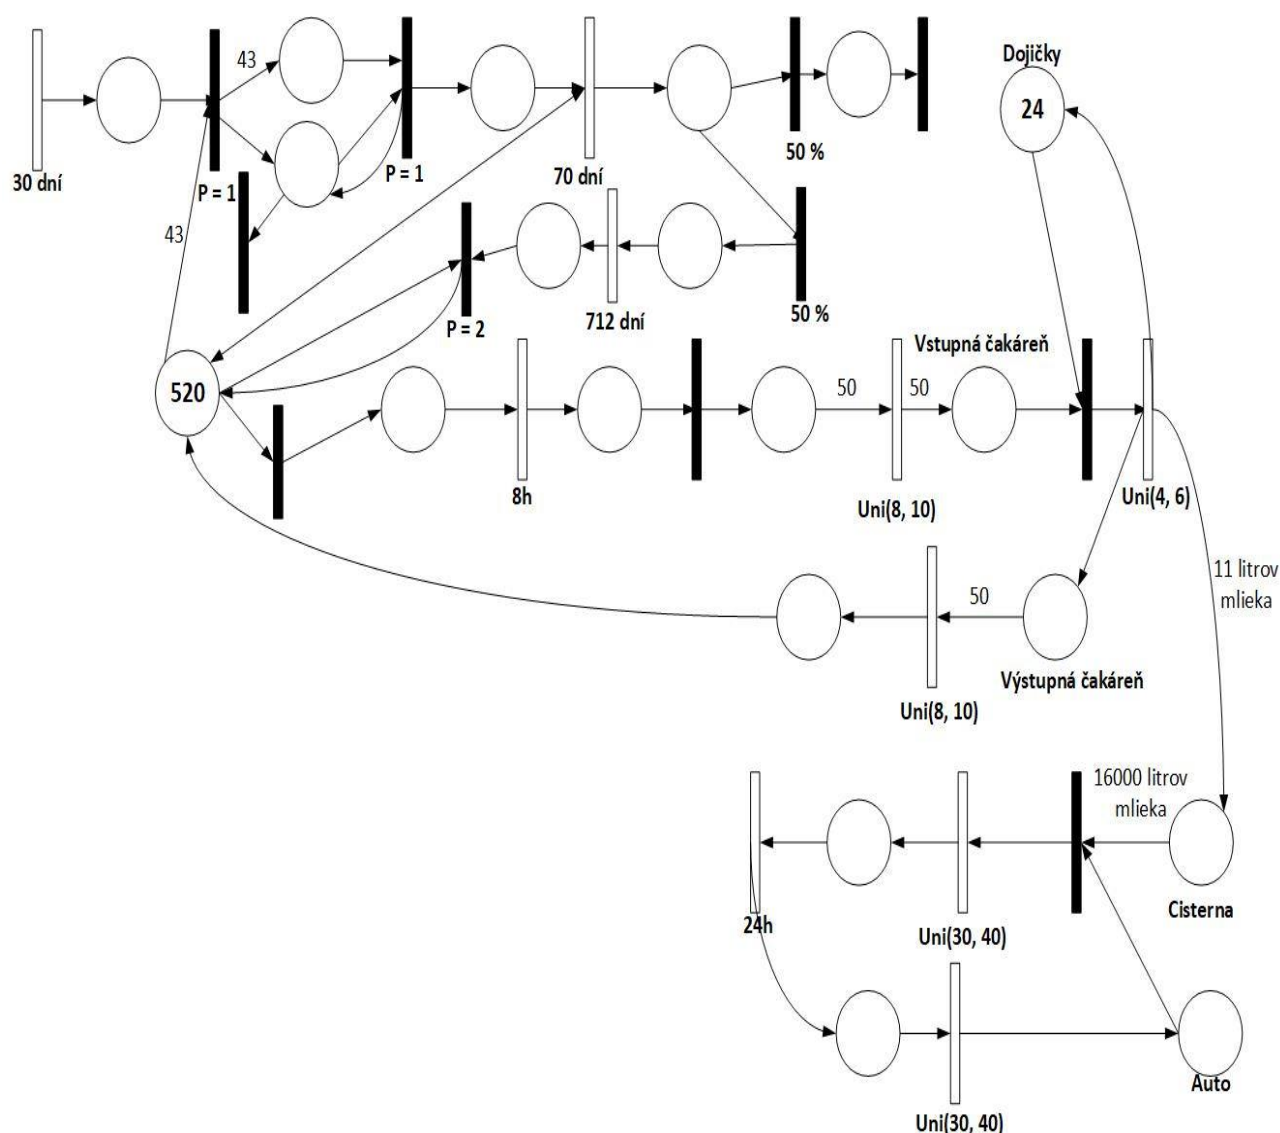 43
Dojičky
24
30 dní
P = 1
P = 1
70 dní
50 %
43
P = 2
712 dní
50 %
520
Vstupná čakáreň
50
50
8h
Uni(8, 10)
Uni(4, 6)
11 litrov
mlieka
50
Uni(8, 10)
Výstupná čakáreň
16000 litrov
mlieka
24h
Uni(30, 40)
Cisterna
Uni(30, 40)
Auto